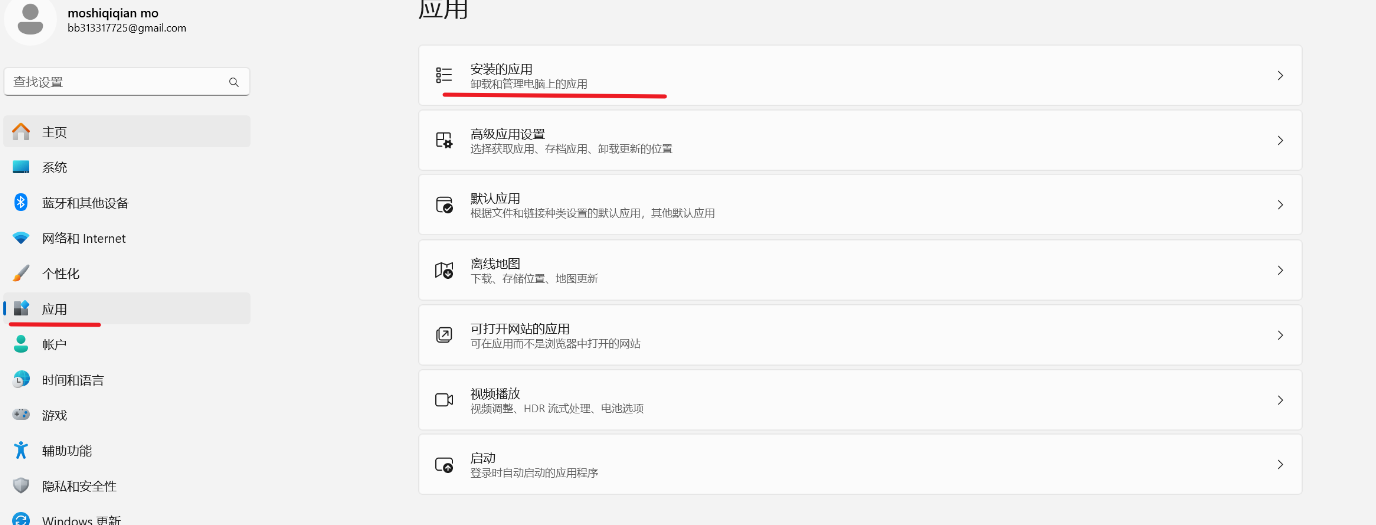 moshiqiqian mo
bb313317725@gmail.com
查找设置
主页
系统
蓝牙和其他设备
网络和 Internet
个性化
应用
帐户
时间和语言
游戏
辅助功能
隐私和安全性
Windows 更新
应用
安装的应用
卸载和管理电脑上的应用
高级应用设置
选择获取应用、存档应用、卸载更新的位置
默认应用
根据文件和链接种类设置的默认应用，其他默认应用
离线地图
下载、存储位置、地图更新
可打开网站的应用
可在应用而不是浏览器中打开的网站
视频播放
视频调整、HDR 流式处理、电池选项
启动
登录时自动启动的应用程序